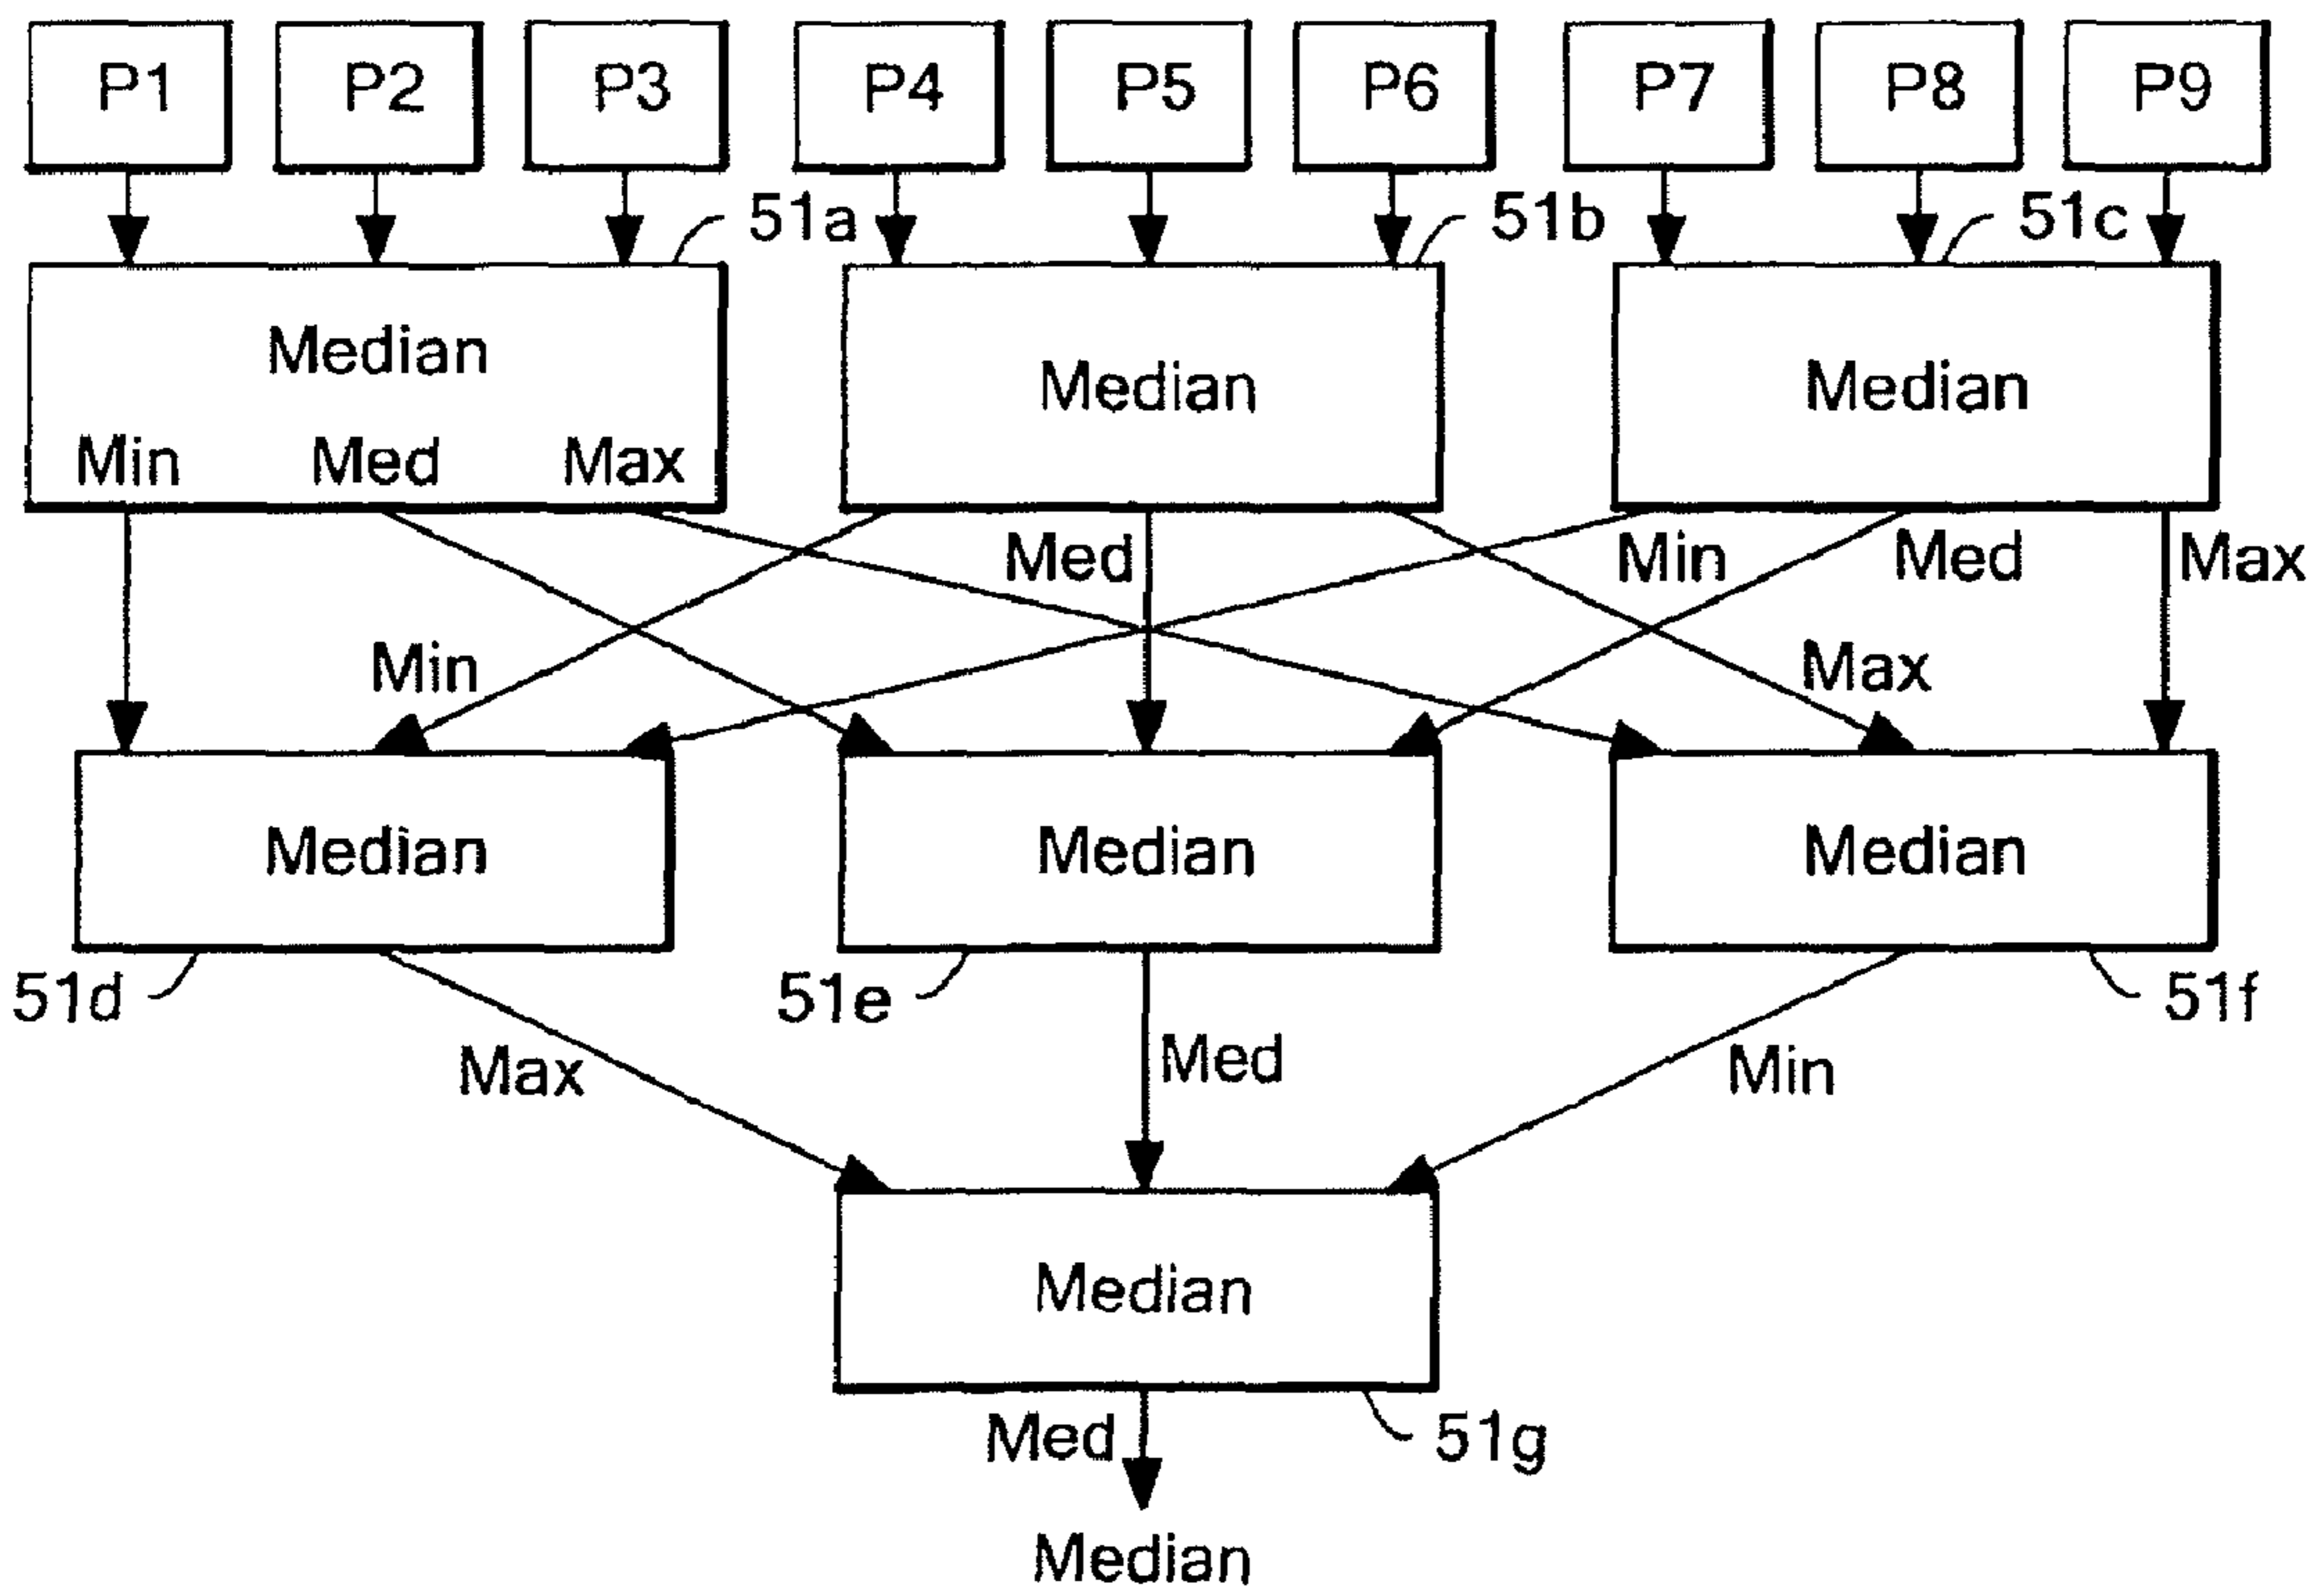 P1 P2 P3 P4 P5 P6 P7 P8 P9
51a 51b 51c
Median Median Median
Min Med Max
Med Min Med Max
Min Max
Median Median Median
51d 51e 51f
Max Med Min
Median
Med 51g
Median